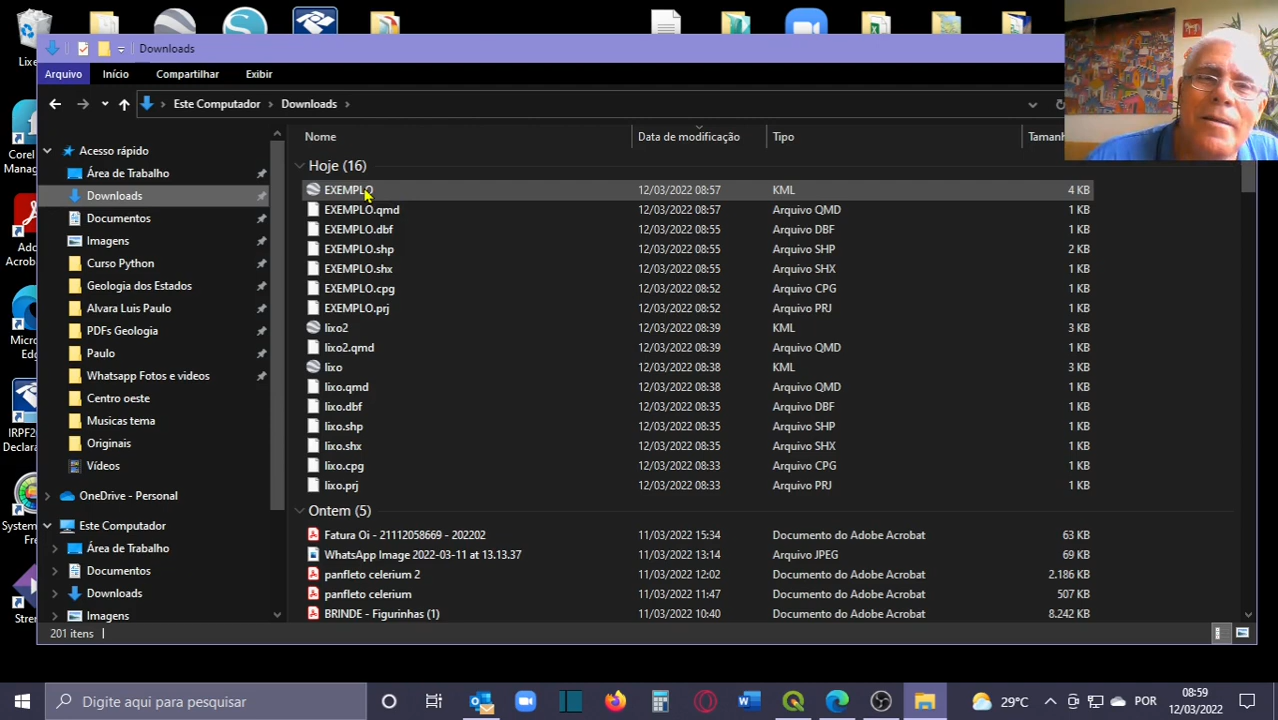 Lixe
Downloads
Arquivo Início Compartilhar Exibir
Este Computador Downloads
Nome Data de modificação Tipo Tamanh
Acesso rápido
Área de Trabalho
Downloads
Documentos
Imagens
Curso Python
Geologia dos Estados
Alvara Luis Paulo
PDFs Geologia
Paulo
Whatsapp Fotos e videos
Centro oeste
Musicas tema
Originais
Vídeos
OneDrive - Personal
Este Computador
Área de Trabalho
Documentos
Downloads
Imagens
Hoje (16)
EXEMPLO 12/03/2022 08:57 KML 4 KB
EXEMPLO.qmd 12/03/2022 08:57 Arquivo QMD 1 KB
EXEMPLO.dbf 12/03/2022 08:55 Arquivo DBF 1 KB
EXEMPLO.shp 12/03/2022 08:55 Arquivo SHP 2 KB
EXEMPLO.shx 12/03/2022 08:55 Arquivo SHX 1 KB
EXEMPLO.cpg 12/03/2022 08:52 Arquivo CPG 1 KB
EXEMPLO.prj 12/03/2022 08:52 Arquivo PRJ 1 KB
lixo2 12/03/2022 08:39 KML 3 KB
lixo2.qmd 12/03/2022 08:39 Arquivo QMD 1 KB
lixo 12/03/2022 08:38 KML 3 KB
lixo.qmd 12/03/2022 08:38 Arquivo QMD 1 KB
lixo.dbf 12/03/2022 08:35 Arquivo DBF 1 KB
lixo.shp 12/03/2022 08:35 Arquivo SHP 1 KB
lixo.shx 12/03/2022 08:35 Arquivo SHX 1 KB
lixo.cpg 12/03/2022 08:33 Arquivo CPG 1 KB
lixo.prj 12/03/2022 08:33 Arquivo PRJ 1 KB
Ontem (5)
Fatura Oi - 21112058669 - 202202 11/03/2022 15:34 Documento do Adobe Acrobat 63 KB
WhatsApp Image 2022-03-11 at 13.13.37 11/03/2022 13:14 Arquivo JPEG 69 KB
panfleto celerium 2 11/03/2022 12:02 Documento do Adobe Acrobat 2.186 KB
panfleto celerium 11/03/2022 11:47 Documento do Adobe Acrobat 507 KB
BRINDE - Figurinhas (1) 11/03/2022 10:40 Documento do Adobe Acrobat 8.242 KB
201 itens
Corel
Manag
Ado
Acrob
Micro
Edg
IRPF2
Declara
System
Fre
Strer
Digite aqui para pesquisar
29°C
POR
08:59
12/03/2022